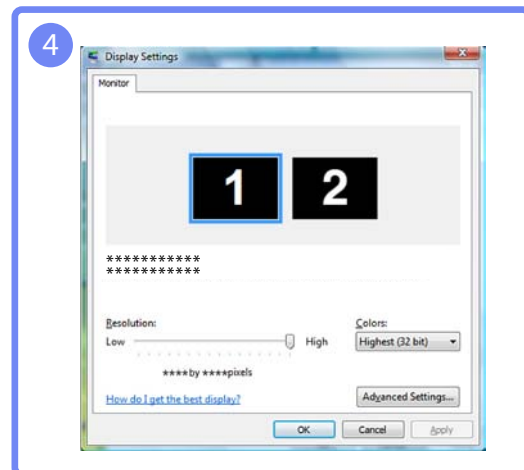 4
Display Settings
Monitor
1 2
***********
***********
Resolution:
Colors:
Low High
Highest (32 bit)
****by ****pixels
How do I get the best display?
Advanced Settings...
OK Cancel Apply